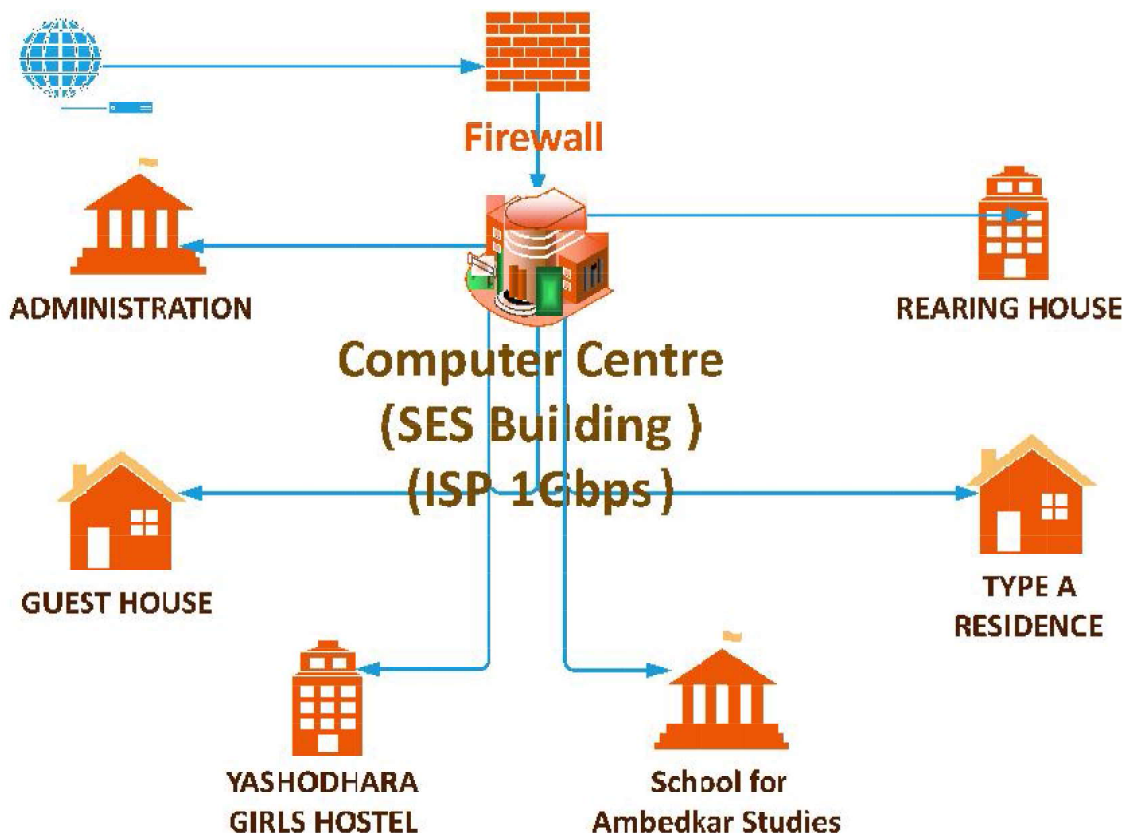 Firewall
ADMINISTRATION
REARING HOUSE
Computer Centre
(SES Building )
(ISP 1Gbps)
GUEST HOUSE
TYPE A
RESIDENCE
YASHODHARA
GIRLS HOSTEL
School for
Ambedkar Studies